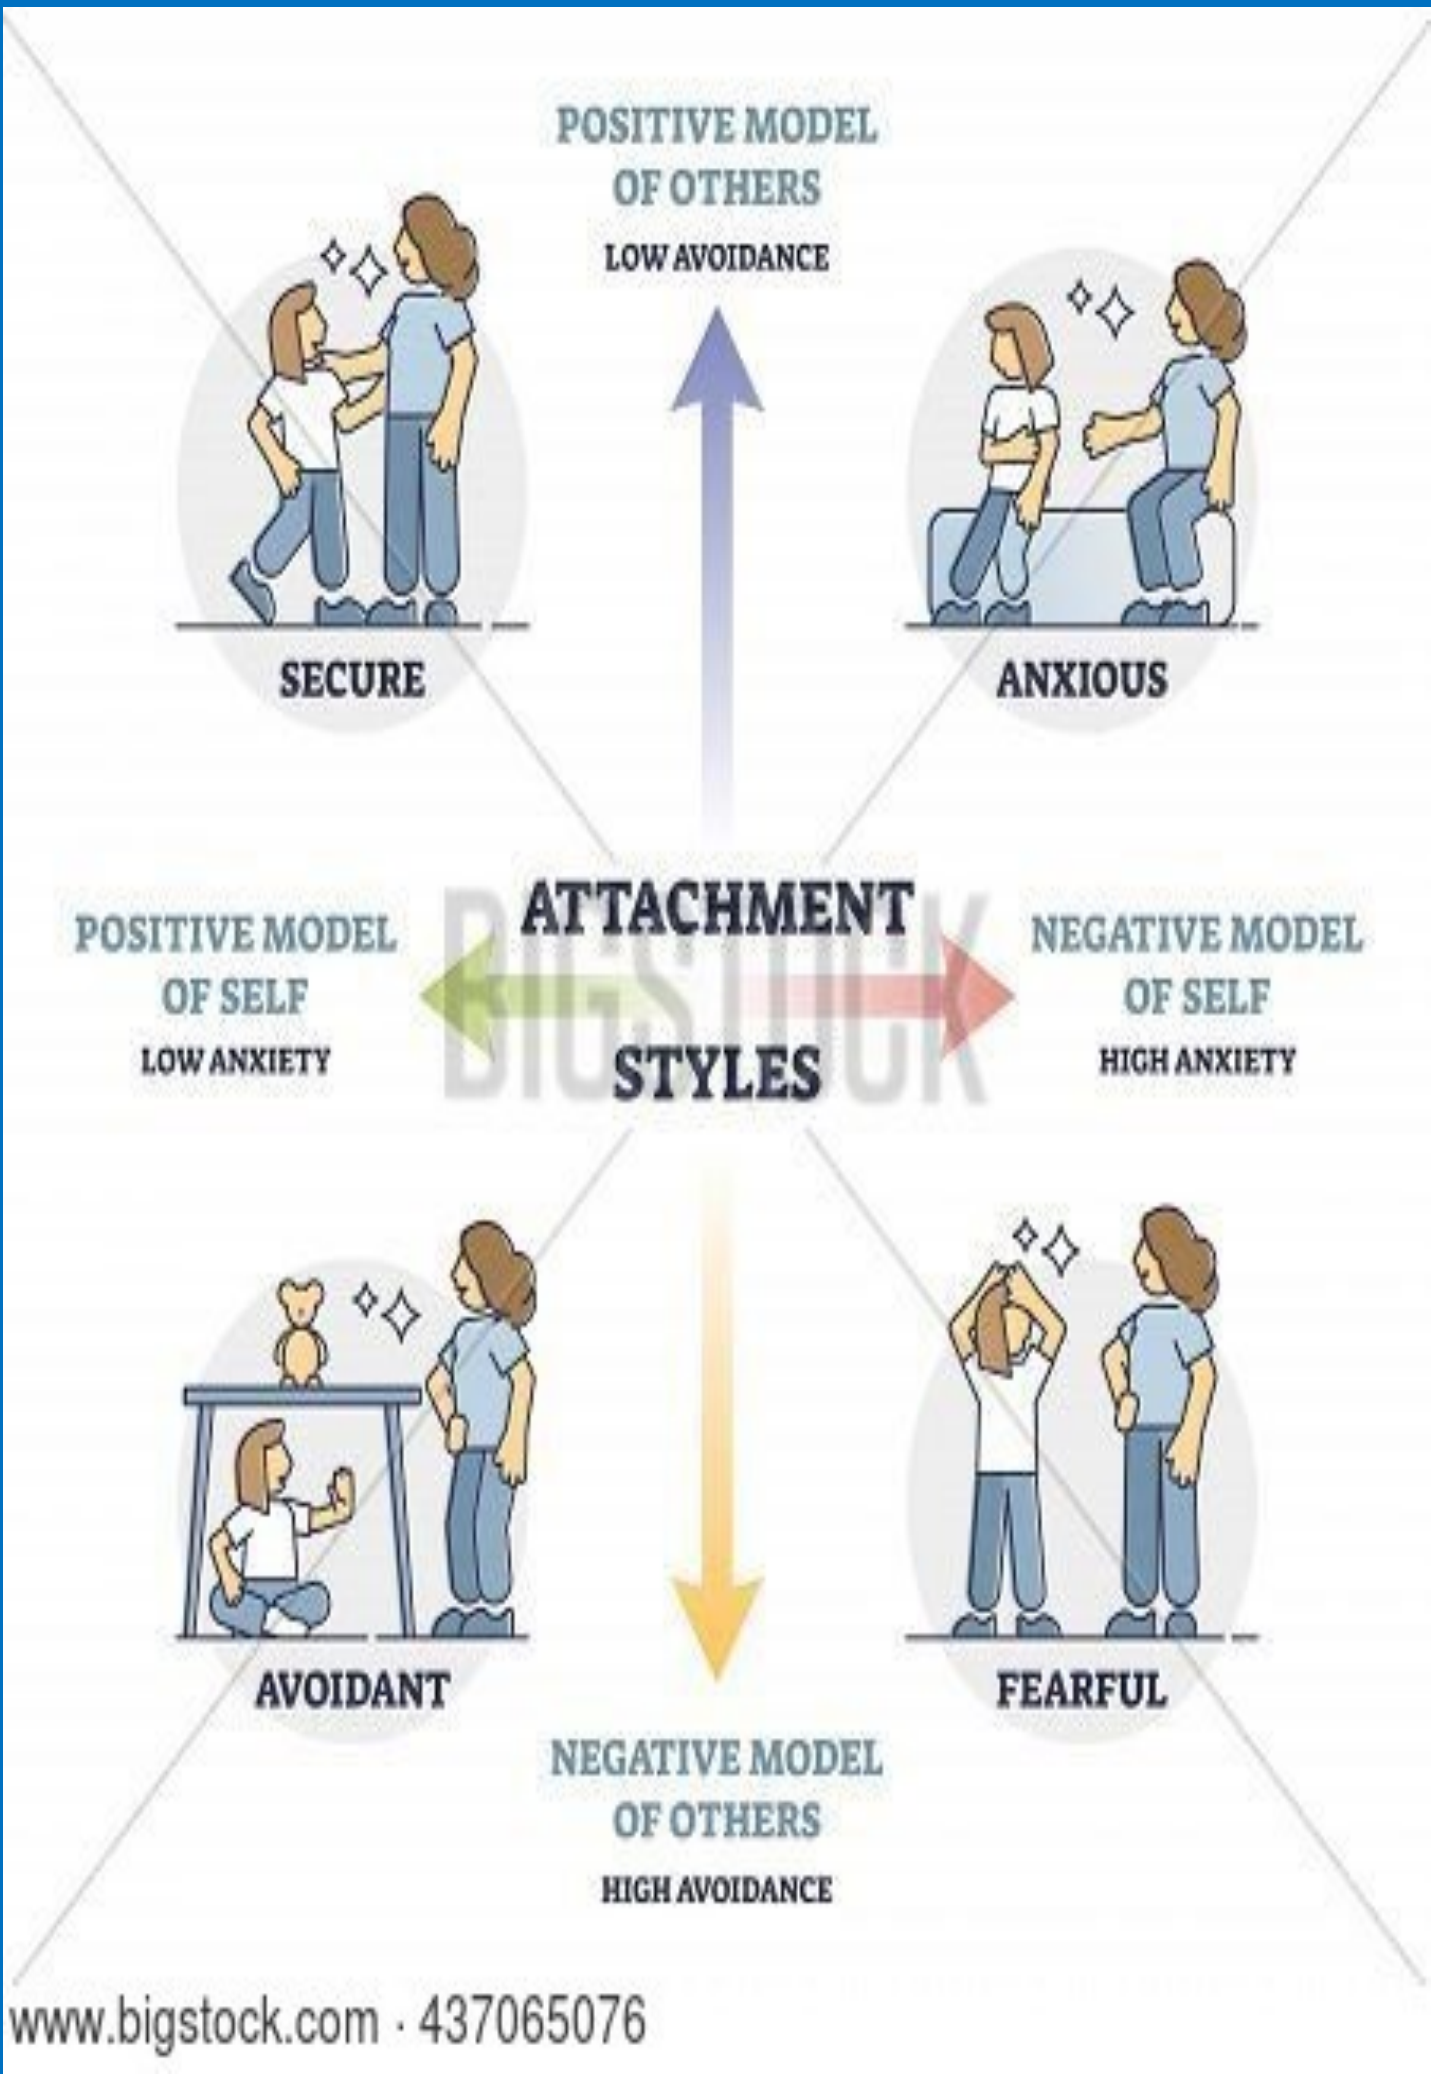 POSITIVE MODEL
OF OTHERS
LOW AVOIDANCE
SECURE
ANXIOUS
ATTACHMENT
STYLES
BIGSTOCK
POSITIVE MODEL
OF SELF
LOW ANXIETY
NEGATIVE MODEL
OF SELF
HIGH ANXIETY
AVOIDANT
FEARFUL
NEGATIVE MODEL
OF OTHERS
HIGH AVOIDANCE
www.bigstock.com · 437065076